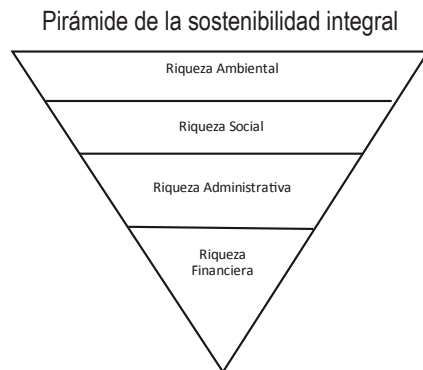 Pirámide de la sostenibilidad integral
Riqueza Ambiental
Riqueza Social
Riqueza Administrativa
Riqueza
Financiera